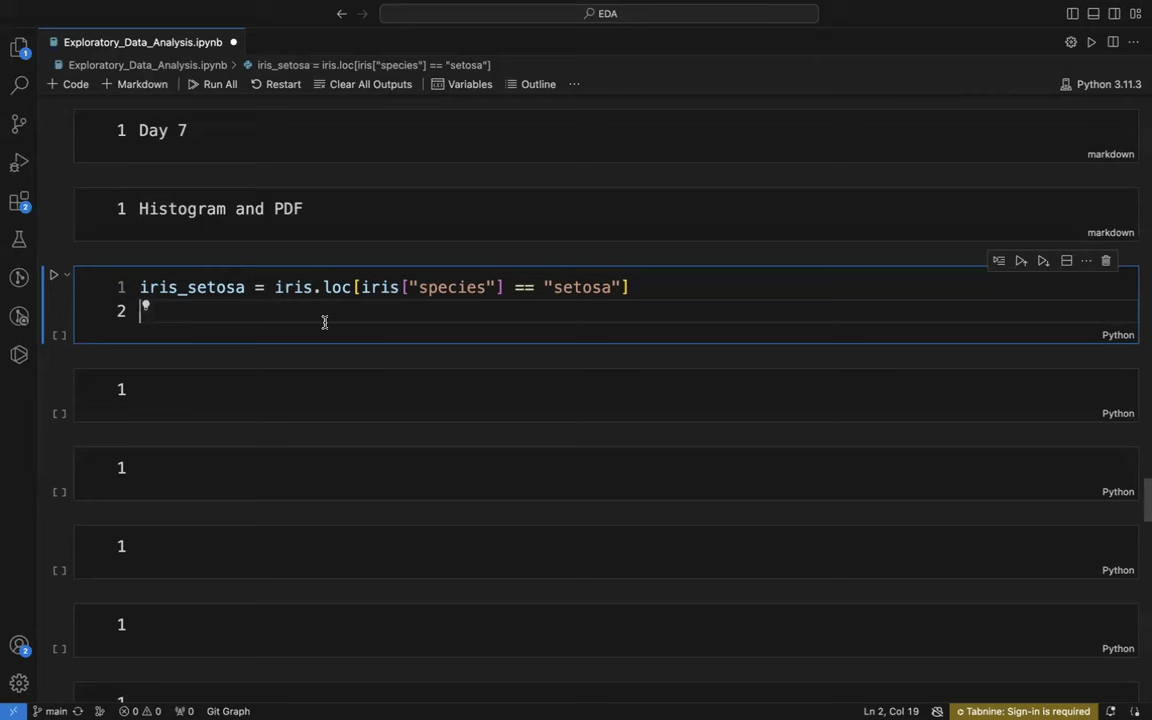 EDA
Exploratory_Data_Analysis.ipynb
Exploratory_Data_Analysis.ipynb > iris_setosa = iris.loc[iris["species"] == "setosa"]
+ Code + Markdown Run All Restart Clear All Outputs Variables Outline ... Python 3.11.3
1 Day 7
markdown
1 Histogram and PDF
markdown
1 iris_setosa = iris.loc[iris["species"] == "setosa"]
2
[ ] Python
1
[ ] Python
1
[ ] Python
1
[ ] Python
1
[ ] Python
1
2
2
main 0 0 0 Git Graph Ln 2, Col 19 Tabnine: Sign-in is required